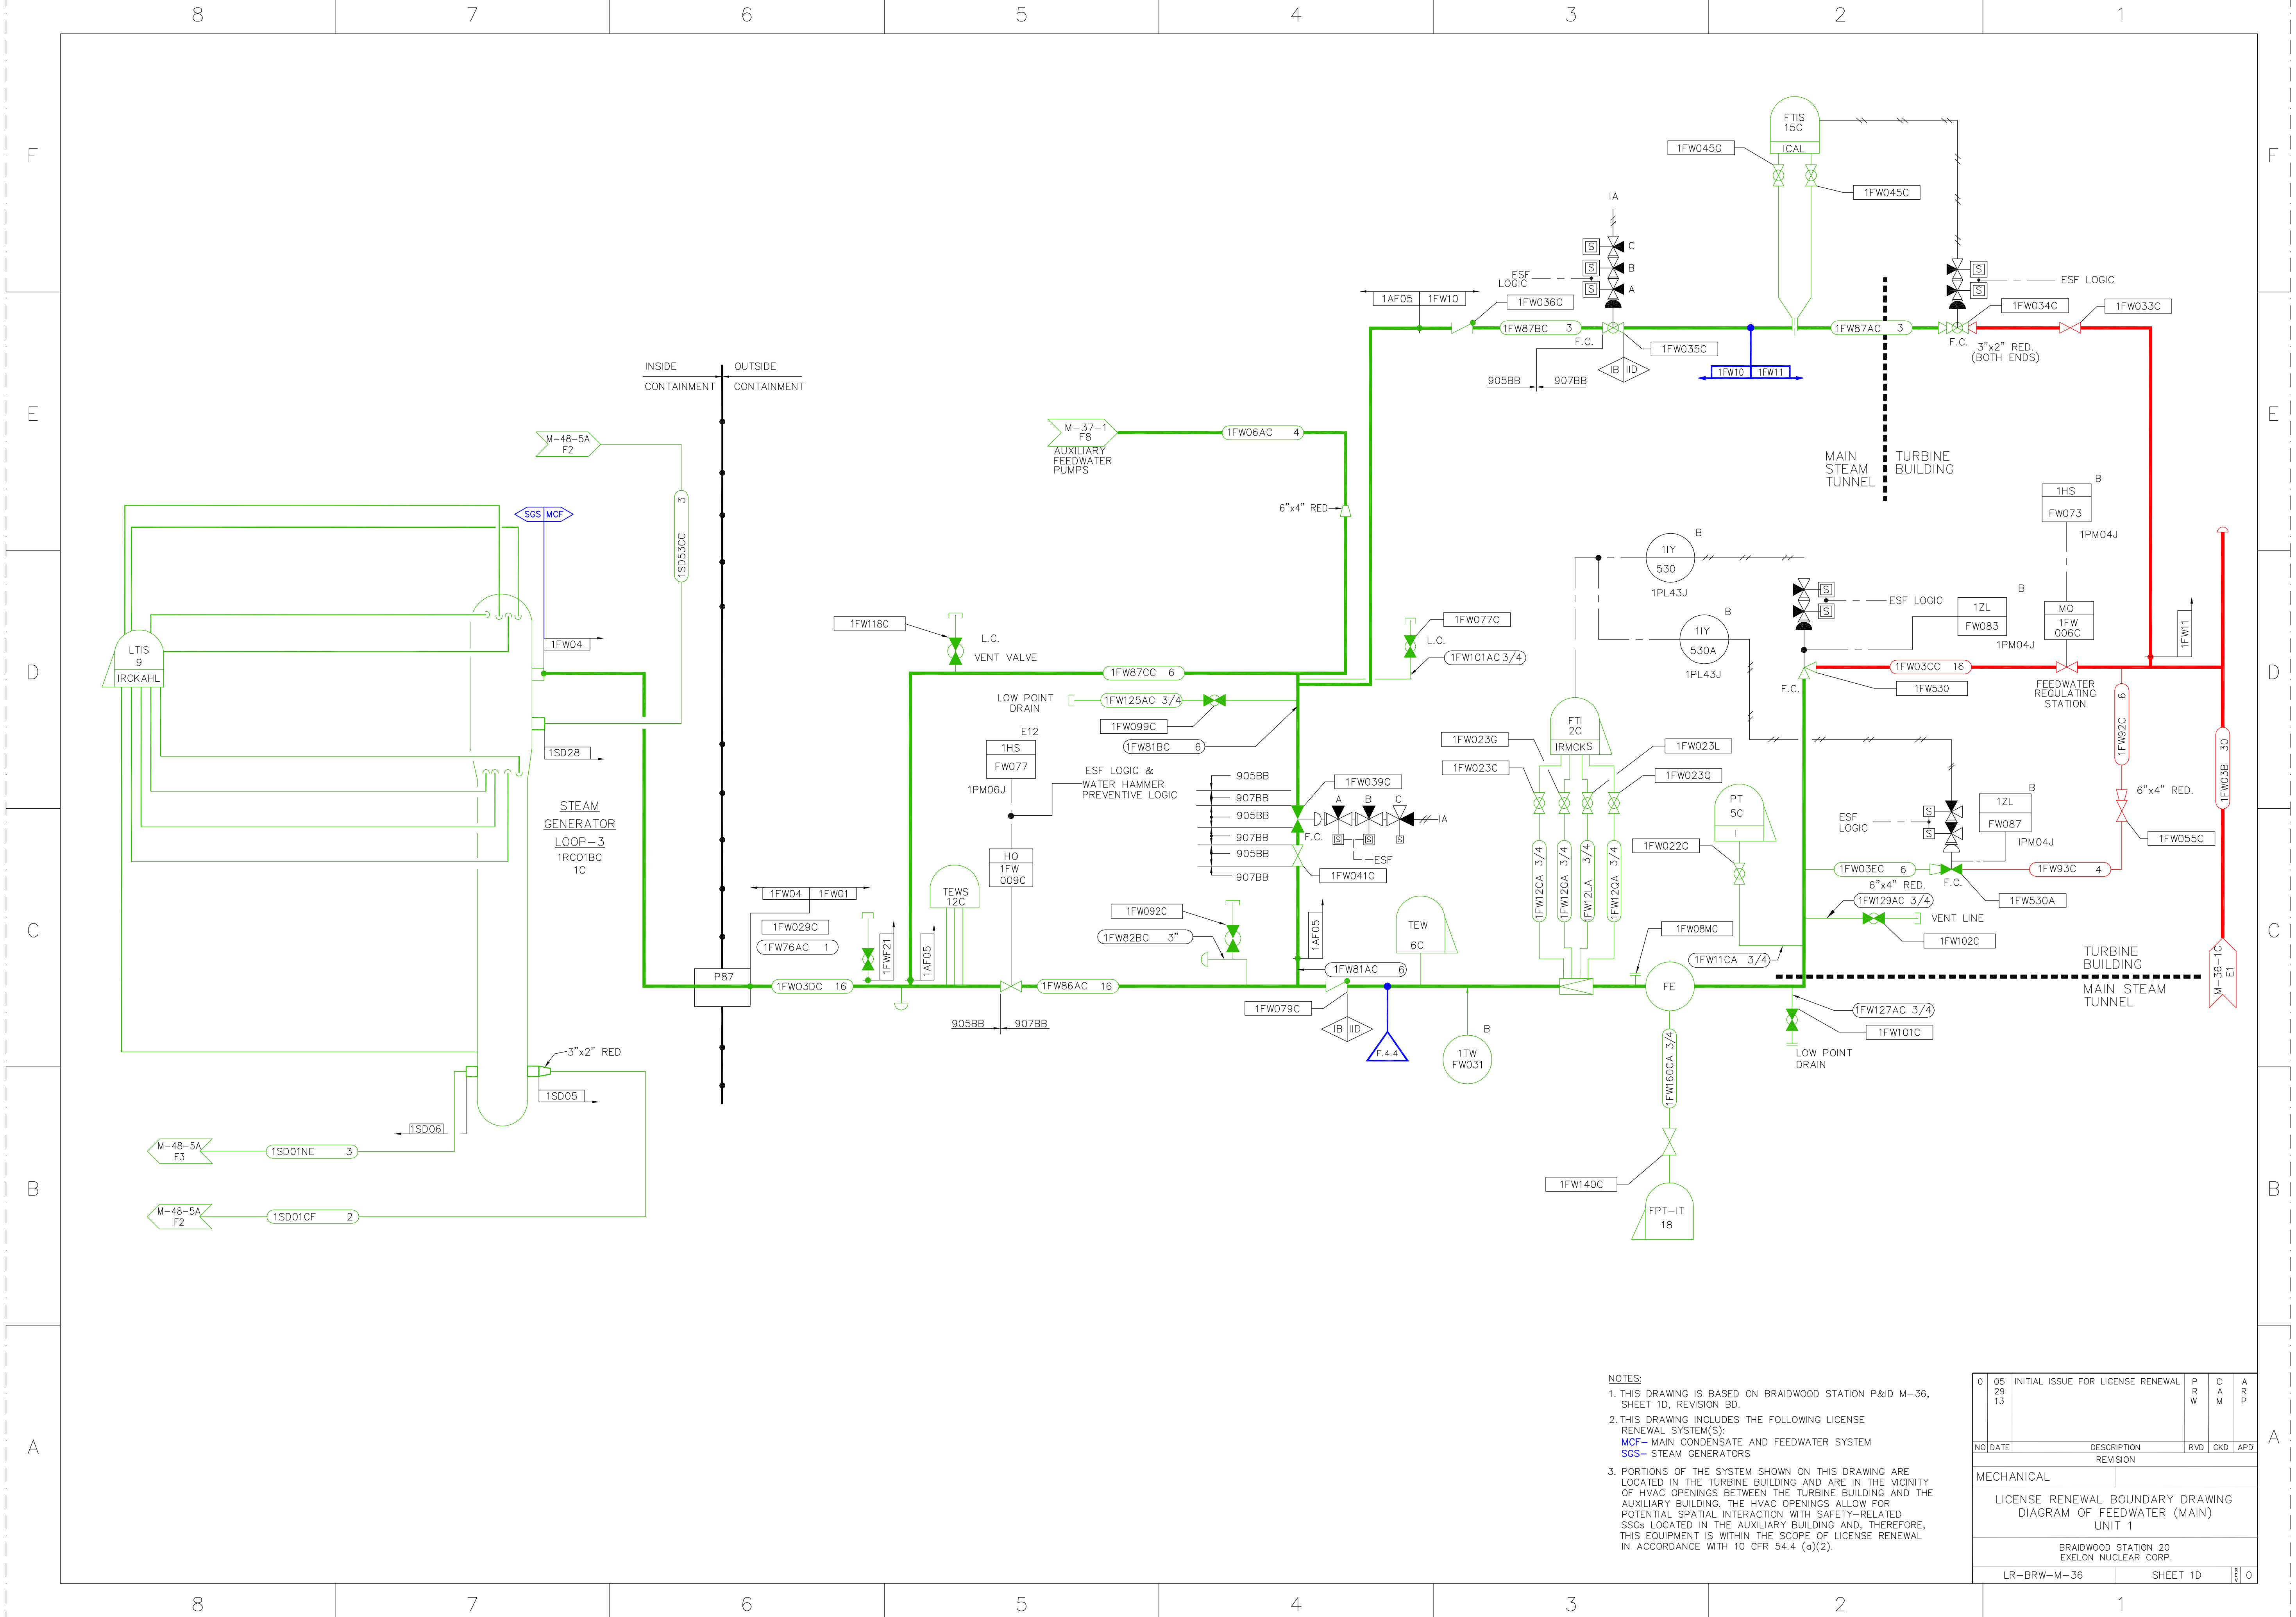 8 7 6 5 4 3 2 1
F
E
D
C
B
A
F
E
D
C
B
A
FTIS
15C
ICAL
1FW045G
1FW045C
IA
S C
S B
S A
ESF
LOGIC
S
S
ESF LOGIC
1AF05 1FW10
1FW036C
1FW87BC 3
F.C.
1FW035C
IB IID
905BB 907BB
1FW10 1FW11
1FW87AC 3
1FW034C
1FW033C
F.C. 3"x2" RED.
(BOTH ENDS)
INSIDE
CONTAINMENT
OUTSIDE
CONTAINMENT
M-48-5A
F2
M-37-1
F8
AUXILIARY
FEEDWATER
PUMPS
1FW06AC 4
6"x4" RED
MAIN
STEAM
TUNNEL
TURBINE
BUILDING
SGS MCF
1SD53CC 3
1HS
FW073
B
1PM04J
1IY
530
B
1PL43J
1IY
530A
B
1PL43J
S
S
ESF LOGIC
1ZL
FW083
B
1PM04J
MO
1FW
006C
1FW11
LTIS
9
IRCKAHL
1FW04
1SD28
1FW118C
L.C.
VENT VALVE
1FW077C
L.C.
1FW101AC 3/4
1FW87CC 6
LOW POINT
DRAIN
1FW125AC 3/4
1FW099C
1FW81BC 6
1FW03CC 16
F.C.
1FW530
FEEDWATER
REGULATING
STATION
1FW92C 6
1FW03B 30
E12
1HS
FW077
1PM06J
ESF LOGIC &
WATER HAMMER
PREVENTIVE LOGIC
905BB
907BB
905BB
907BB
905BB
907BB
1FW039C
A B C
IA
F.C. S S S
ESF
1FW041C
FTI
2C
IRMCKS
1FW023G
1FW023C
1FW023L
1FW023Q
1FW12CA 3/4
1FW12GA 3/4
1FW12LA 3/4
1FW12QA 3/4
PT
5C
I
1FW022C
ESF
LOGIC
S
S
1ZL
FW087
B
IPM04J
6"x4" RED.
1FW055C
1FW03EC 6
6"x4" RED.
F.C.
1FW93C 4
1FW530A
1FW129AC 3/4
VENT LINE
1FW102C
STEAM
GENERATOR
LOOP-3
1RC01BC
1C
HO
1FW
009C
TEWS
12C
1FW04 1FW01
1FW029C
1FW76AC 1
1FWF21
1AF05
1FW092C
1FW82BC 3"
1AF05
TEW
6C
1FW08MC
1FW11CA 3/4
TURBINE
BUILDING
MAIN STEAM
TUNNEL
M-36-1C
E1
P87
1FW03DC 16
1FW86AC 16
1FW81AC 6
FE
905BB 907BB
1FW079C
IB IID
F.4.4
1TW
FW031
B
1FW127AC 3/4
1FW101C
LOW POINT
DRAIN
1FW160CA 3/4
3"x2" RED
1SD05
1SD06
M-48-5A
F3
1SD01NE 3
M-48-5A
F2
1SD01CF 2
1FW140C
FPT-IT
18
NOTES:
1. THIS DRAWING IS BASED ON BRAIDWOOD STATION P&ID M-36,
SHEET 1D, REVISION BD.
2. THIS DRAWING INCLUDES THE FOLLOWING LICENSE
RENEWAL SYSTEM(S):
MCF- MAIN CONDENSATE AND FEEDWATER SYSTEM
SGS- STEAM GENERATORS
3. PORTIONS OF THE SYSTEM SHOWN ON THIS DRAWING ARE
LOCATED IN THE TURBINE BUILDING AND ARE IN THE VICINITY
OF HVAC OPENINGS BETWEEN THE TURBINE BUILDING AND THE
AUXILIARY BUILDING. THE HVAC OPENINGS ALLOW FOR
POTENTIAL SPATIAL INTERACTION WITH SAFETY-RELATED
SSCs LOCATED IN THE AUXILIARY BUILDING AND, THEREFORE,
THIS EQUIPMENT IS WITHIN THE SCOPE OF LICENSE RENEWAL
IN ACCORDANCE WITH 10 CFR 54.4 (a)(2).
0 05 INITIAL ISSUE FOR LICENSE RENEWAL P C A
29 R A R
13 W M P
NO DATE DESCRIPTION RVD CKD APD
REVISION
MECHANICAL
LICENSE RENEWAL BOUNDARY DRAWING
DIAGRAM OF FEEDWATER (MAIN)
UNIT 1
BRAIDWOOD STATION 20
EXELON NUCLEAR CORP.
LR-BRW-M-36 SHEET 1D REV 0
8 7 6 5 4 3 2 1